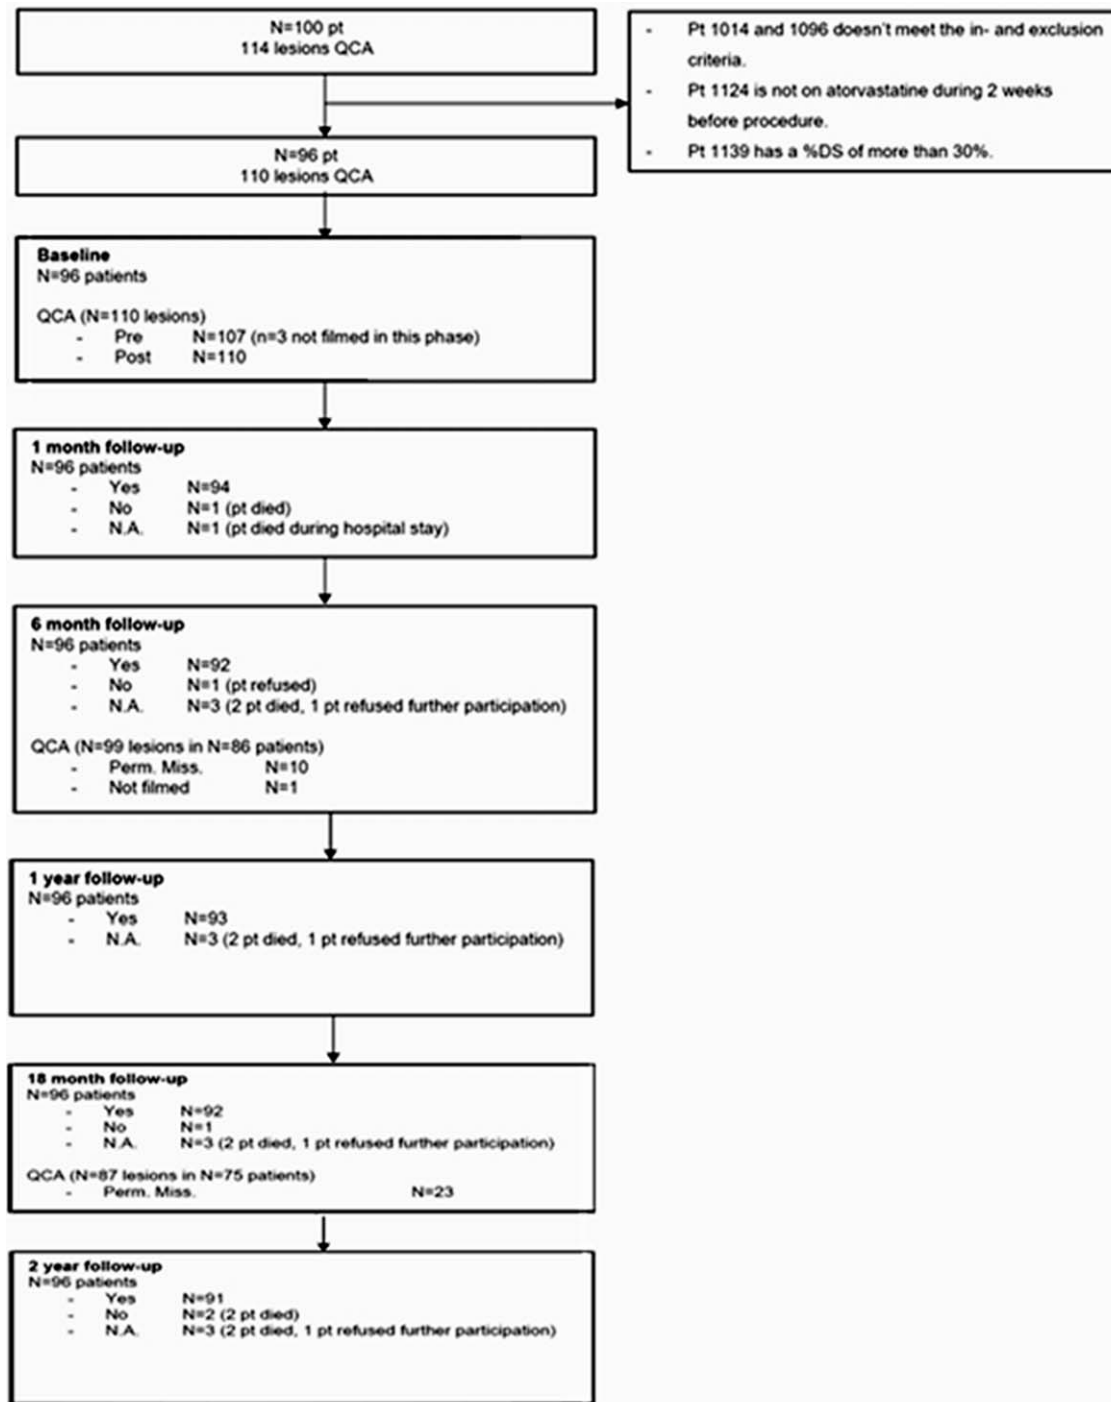 N=100 pt
114 lesions QCA
- Pt 1014 and 1096 doesn't meet the in- and exclusion
criteria.
- Pt 1124 is not on atorvastatine during 2 weeks
before procedure.
- Pt 1139 has a %DS of more than 30%.
N=96 pt
110 lesions QCA
Baseline
N=96 patients
QCA (N=110 lesions)
- Pre N=107 (n=3 not filmed in this phase)
- Post N=110
1 month follow-up
N=96 patients
- Yes N=94
- No N=1 (pt died)
- N.A. N=1 (pt died during hospital stay)
6 month follow-up
N=96 patients
- Yes N=92
- No N=1 (pt refused)
- N.A. N=3 (2 pt died, 1 pt refused further participation)
QCA (N=99 lesions in N=86 patients)
- Perm. Miss. N=10
- Not filmed N=1
1 year follow-up
N=96 patients
- Yes N=93
- N.A. N=3 (2 pt died, 1 pt refused further participation)
18 month follow-up
N=96 patients
- Yes N=92
- No N=1
- N.A. N=3 (2 pt died, 1 pt refused further participation)
QCA (N=87 lesions in N=75 patients)
- Perm. Miss. N=23
2 year follow-up
N=96 patients
- Yes N=91
- No N=2 (2 pt died)
- N.A. N=3 (2 pt died, 1 pt refused further participation)